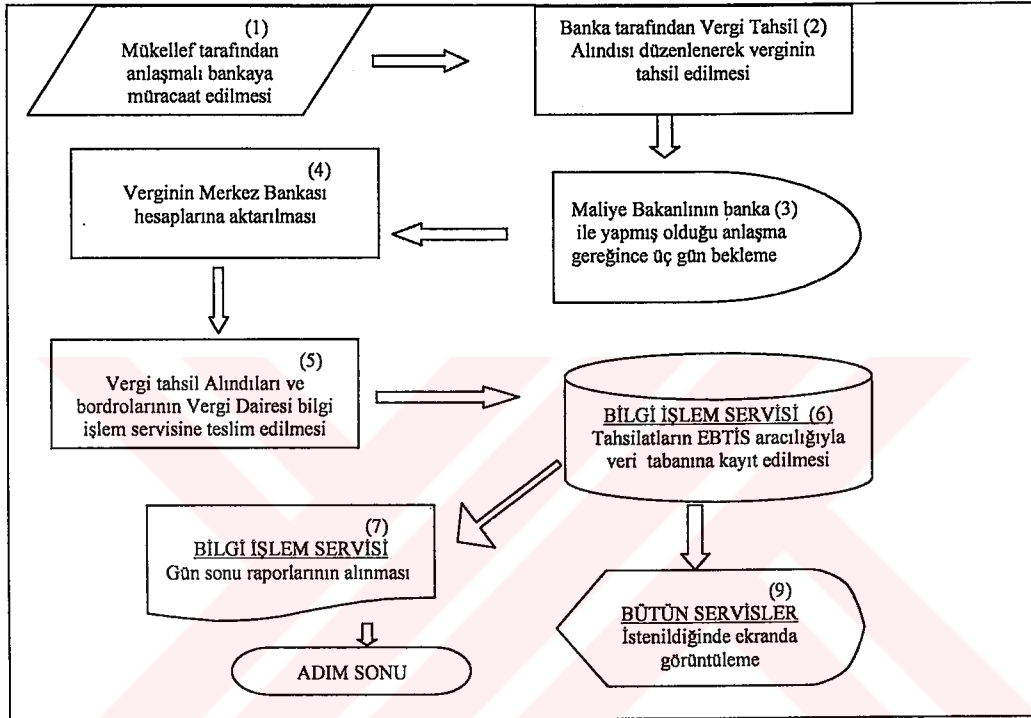 (1)
Mükellef tarafından
anlaşmalı bankaya
müracaat edilmesi
Banka tarafından Vergi Tahsil (2)
Alındısı düzenlenerek verginin
tahsil edilmesi
Maliye Bakanlının banka (3)
ile yapmış olduğu anlaşma
gereğince üç gün bekleme
(4)
Verginin Merkez Bankası
hesaplarına aktarılması
(5)
Vergi tahsil Alındıları ve
bordrolarının Vergi Dairesi bilgi
işlem servisine teslim edilmesi
BİLGİ İŞLEM SERVİSİ (6)
Tahsilatların EBTİS aracılığıyla
veri tabanına kayıt edilmesi
(7)
BİLGİ İŞLEM SERVİSİ
Gün sonu raporlarının alınması
ADIM SONU
(9)
BÜTÜN SERVİSLER
İstenildiğinde ekranda
görüntüleme